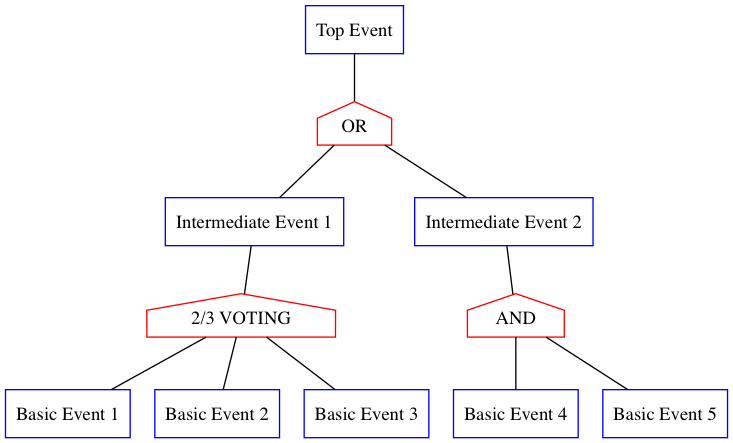 Top Event
OR
Intermediate Event 1
Intermediate Event 2
2/3 VOTING
AND
Basic Event 1
Basic Event 2
Basic Event 3
Basic Event 4
Basic Event 5